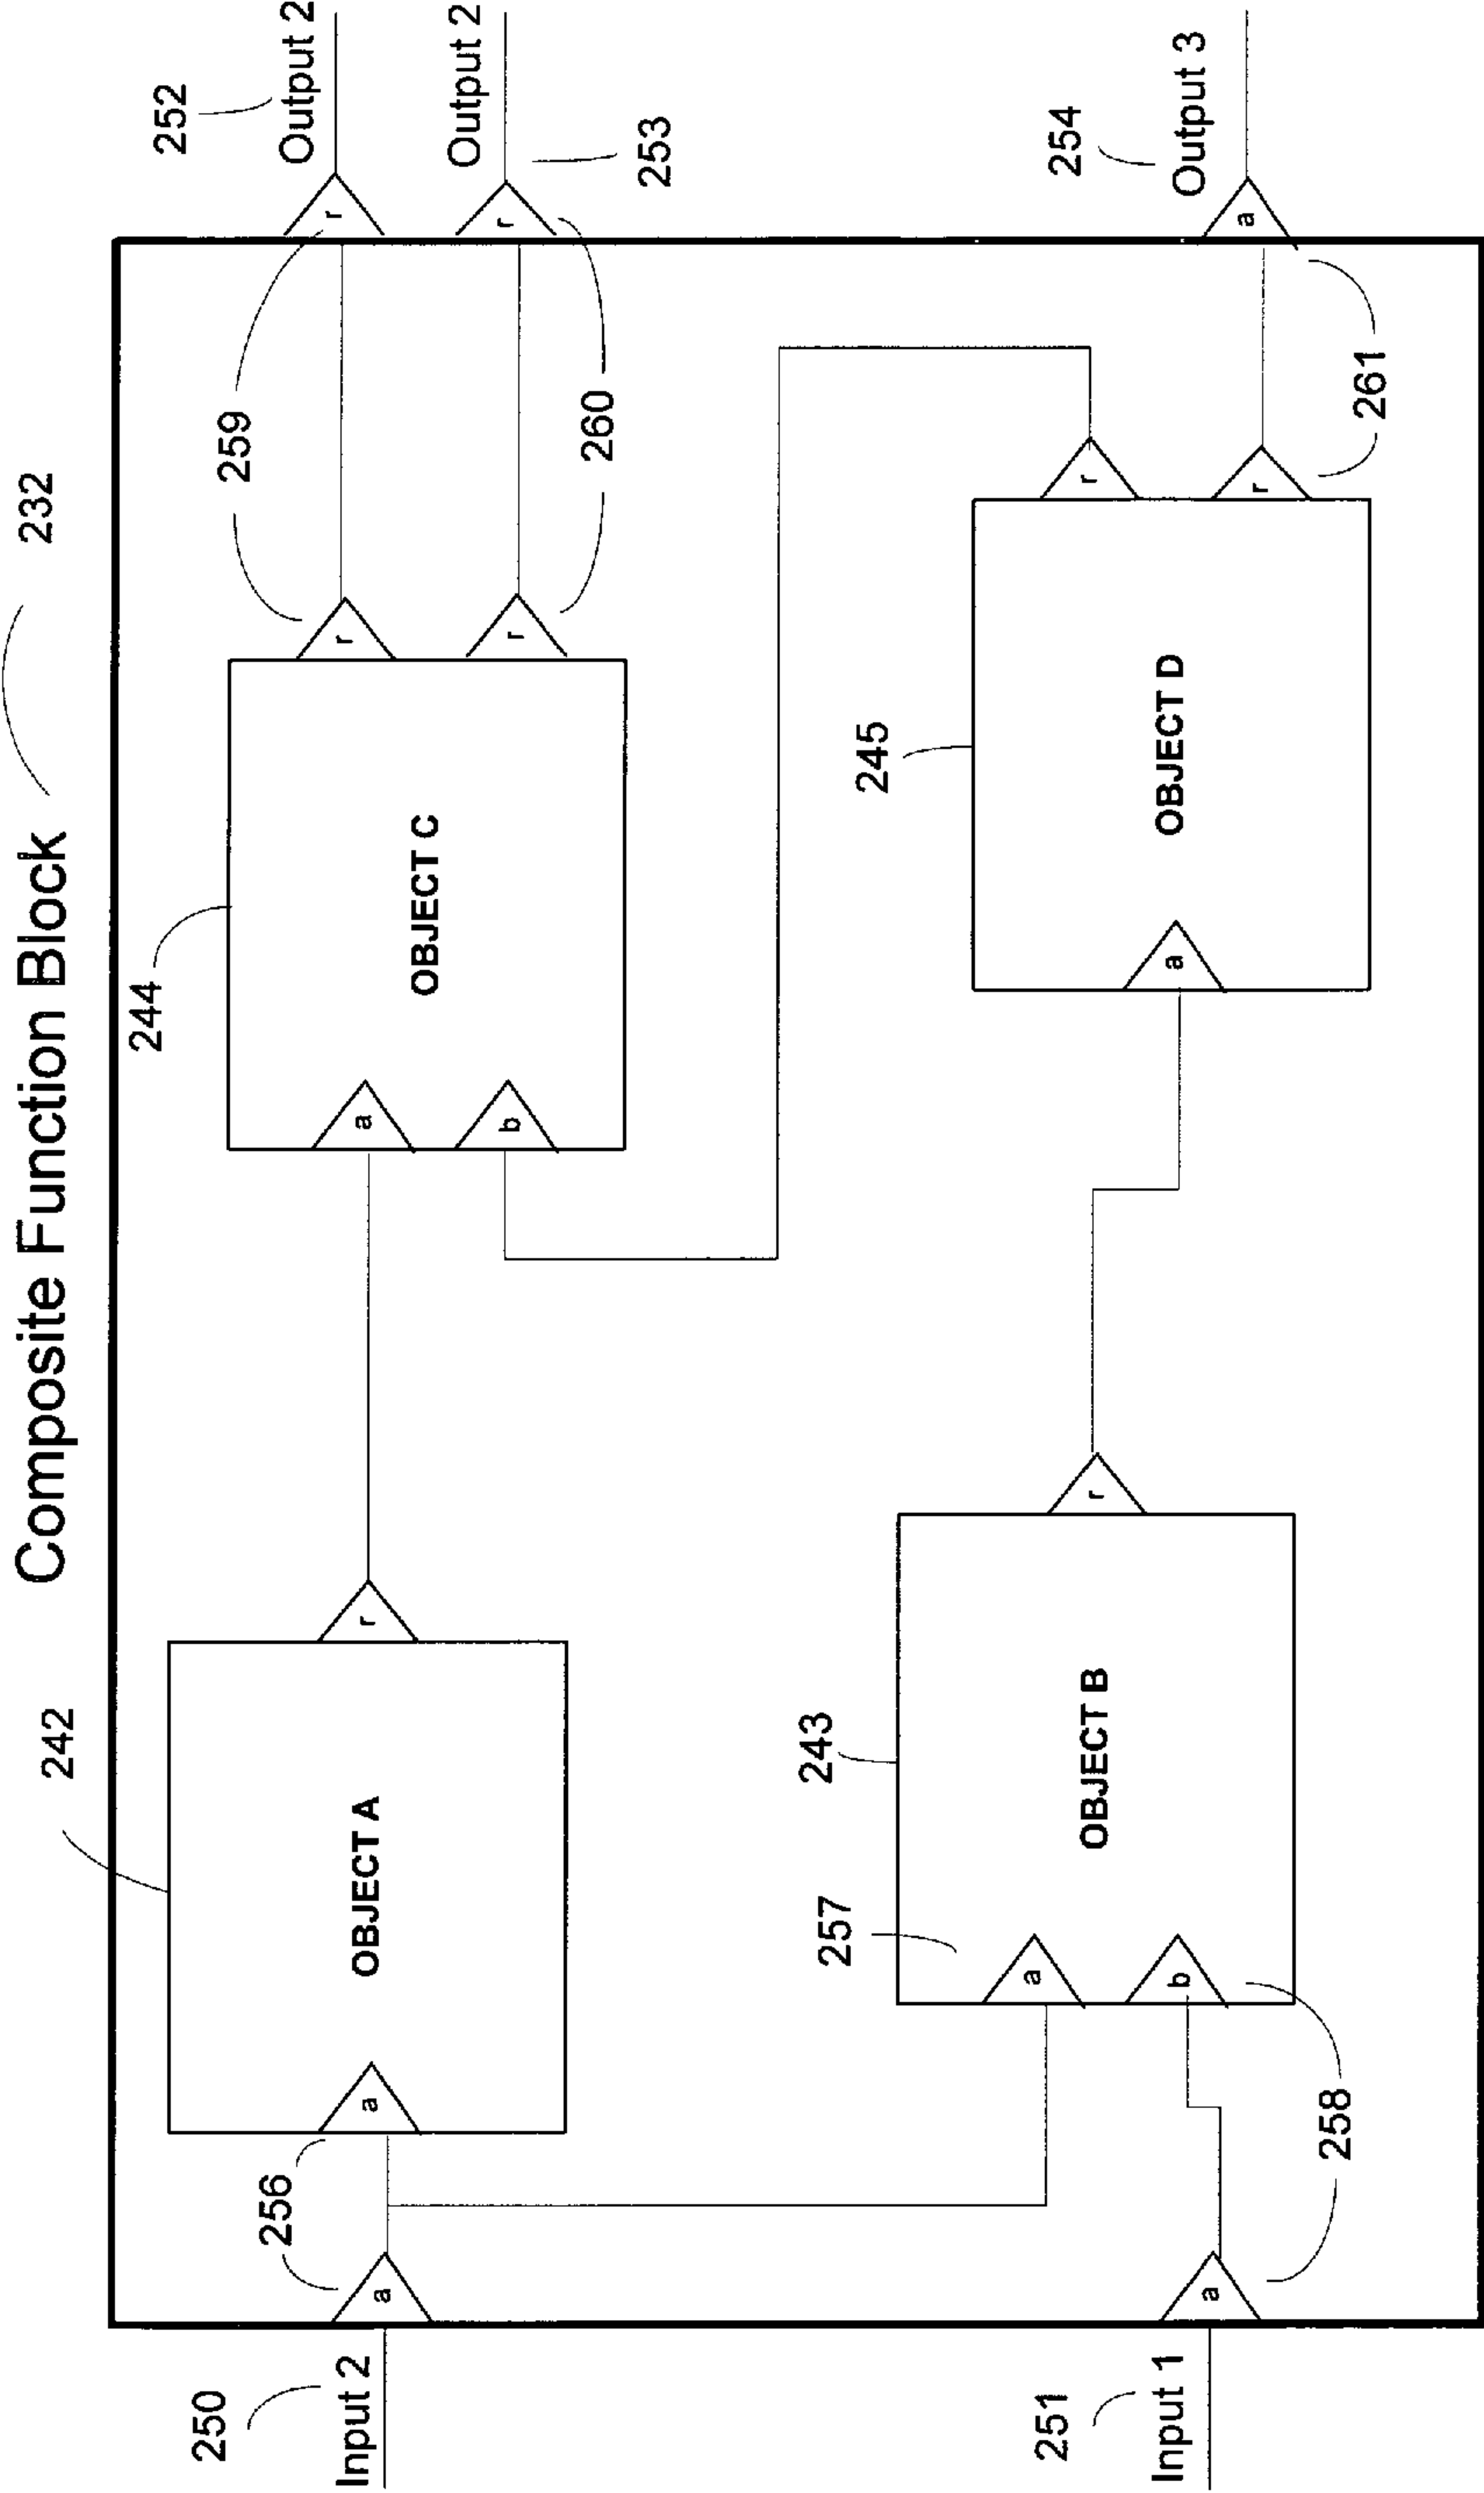 Composite Function Block
232
242
244
252
250
Input 2
a
256
a
OBJECT A
r
a
b
OBJECT C
r
r
259
260
r
r
Output 2
Output 2
253
251
Input 1
a
258
257
a
b
243
OBJECT B
r
245
a
OBJECT D
r
r
261
a
254
Output 3